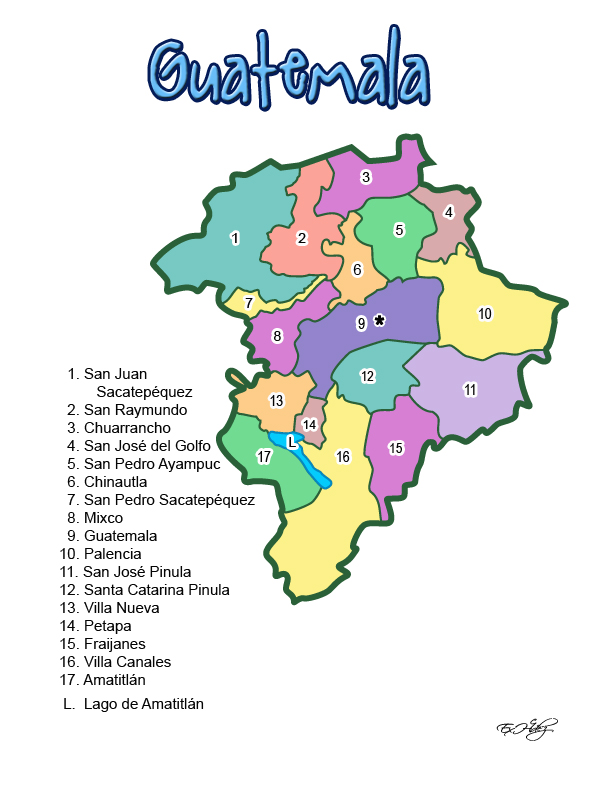 Guatemala
3
4
1
2
5
6
7
10
9 *
8
12
11
13
14
L
15
17
16
1. San Juan
Sacatepéquez
2. San Raymundo
3. Chuarrancho
4. San José del Golfo
5. San Pedro Ayampuc
6. Chinautla
7. San Pedro Sacatepéquez
8. Mixco
9. Guatemala
10. Palencia
11. San José Pinula
12. Santa Catarina Pinula
13. Villa Nueva
14. Petapa
15. Fraijanes
16. Villa Canales
17. Amatitlán
L. Lago de Amatitlán